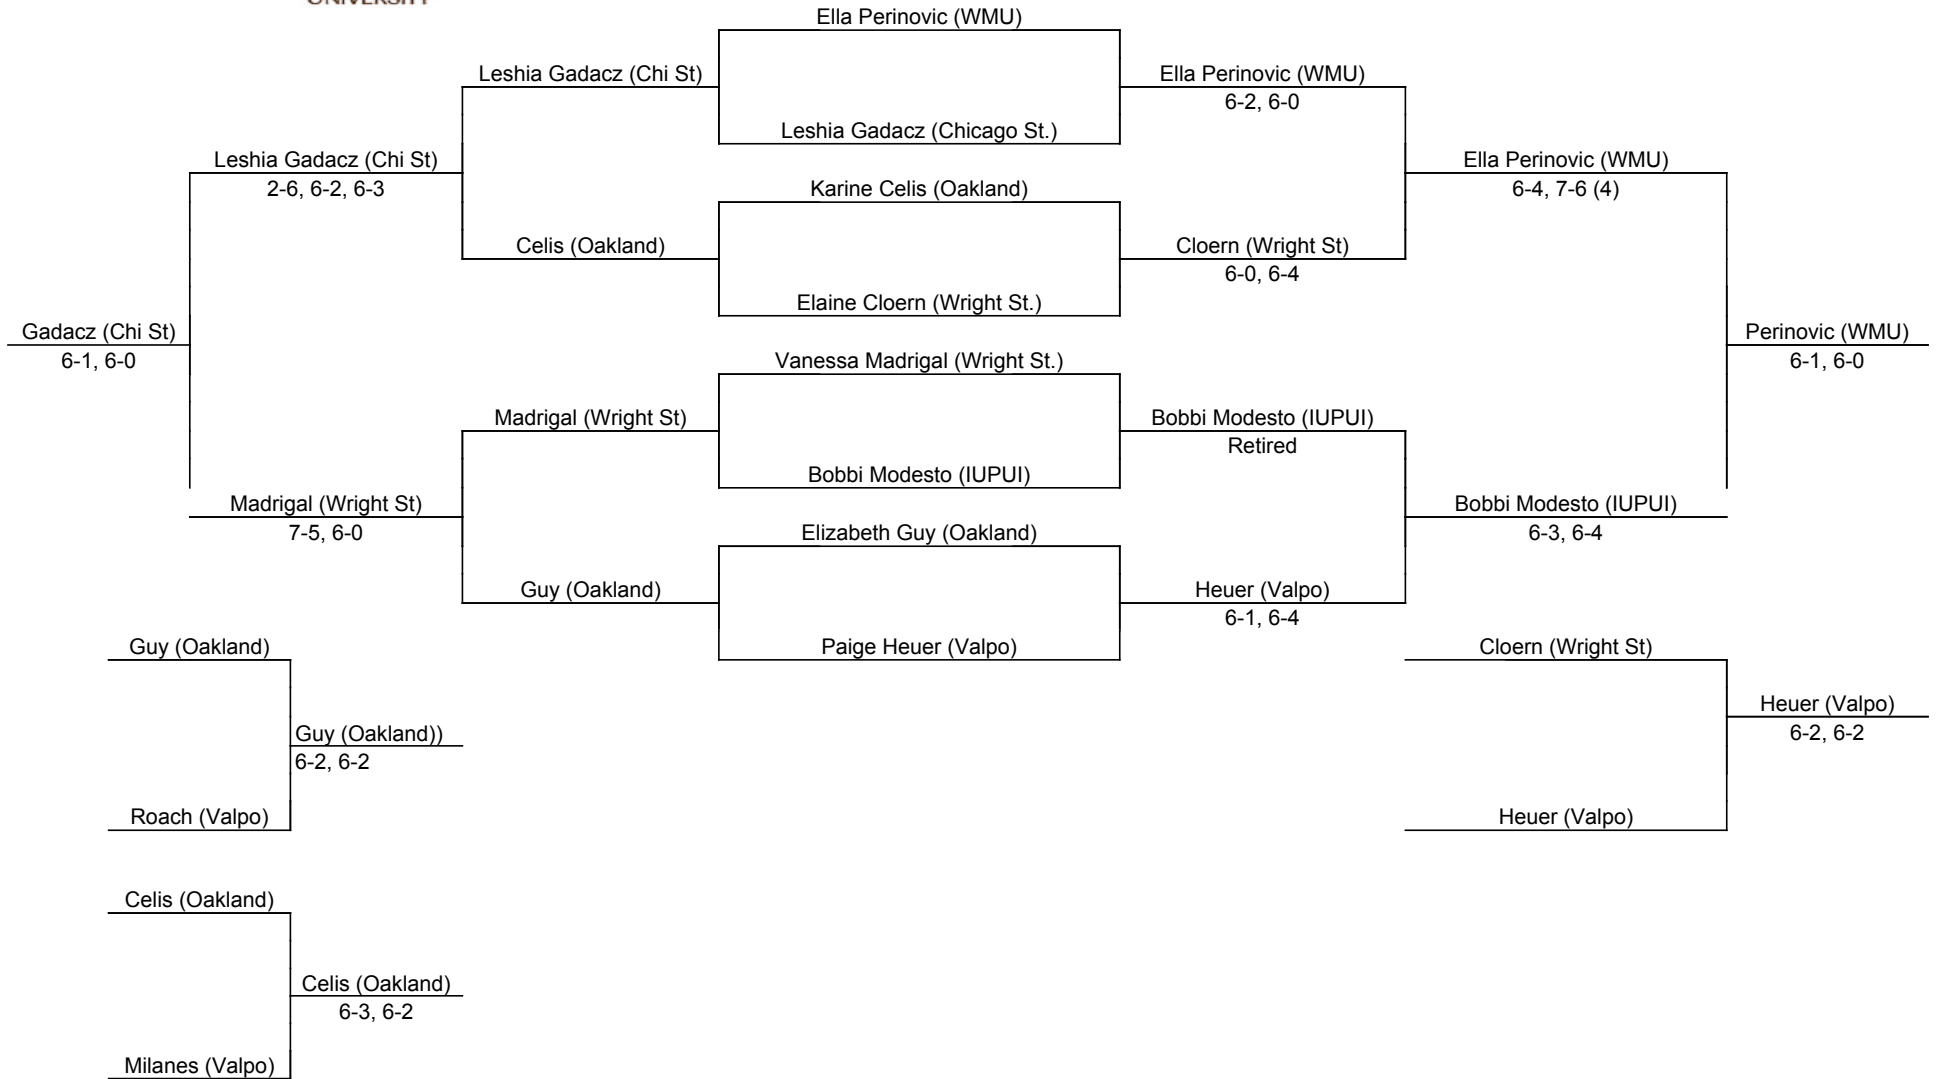 UNIVERSITY
Ella Perinovic (WMU)
Leshia Gadacz (Chi St)
Ella Perinovic (WMU)
6-2, 6-0
Leshia Gadacz (Chicago St.)
Leshia Gadacz (Chi St)
Ella Perinovic (WMU)
2-6, 6-2, 6-3
Karine Celis (Oakland)
6-4, 7-6 (4)
Celis (Oakland)
Cloern (Wright St)
6-0, 6-4
Elaine Cloern (Wright St.)
Gadacz (Chi St)
Perinovic (WMU)
6-1, 6-0
Vanessa Madrigal (Wright St.)
6-1, 6-0
Madrigal (Wright St)
Bobbi Modesto (IUPUI)
Retired
Bobbi Modesto (IUPUI)
Madrigal (Wright St)
Bobbi Modesto (IUPUI)
7-5, 6-0
Elizabeth Guy (Oakland)
6-3, 6-4
Guy (Oakland)
Heuer (Valpo)
6-1, 6-4
Guy (Oakland)
Paige Heuer (Valpo)
Cloern (Wright St)
Guy (Oakland))
Heuer (Valpo)
6-2, 6-2
6-2, 6-2
Roach (Valpo)
Heuer (Valpo)
Celis (Oakland)
Celis (Oakland)
6-3, 6-2
Milanes (Valpo)